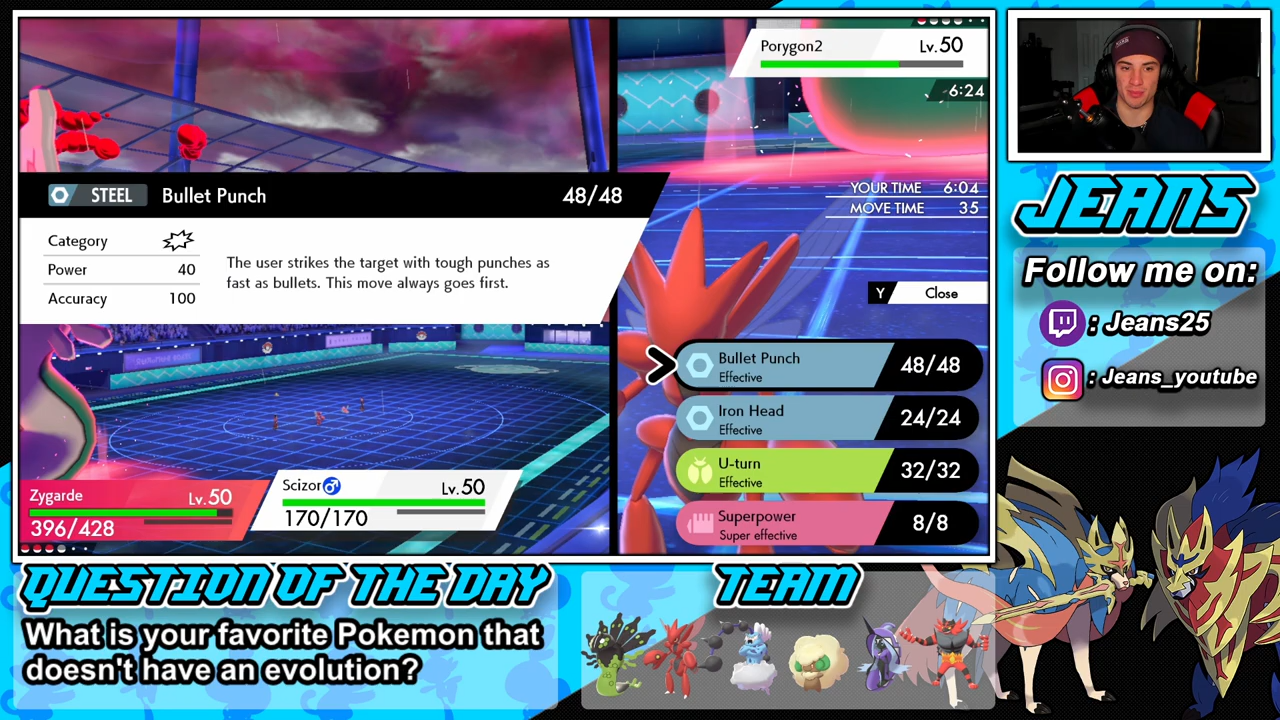 Porygon2 Lv. 50
6:24
STEEL Bullet Punch 48/48
YOUR TIME 6:04
MOVE TIME 35
Category
Power 40
Accuracy 100
The user strikes the target with tough punches as
fast as bullets. This move always goes first.
Y Close
Bullet Punch
Effective
48/48
Iron Head
Effective
24/24
U-turn
Effective
32/32
Superpower
Super effective
8/8
Zygarde Lv. 50
396/428
Scizor♂ Lv. 50
170/170
JEANS
Follow me on:
: Jeans25
: Jeans_youtube
QUESTION OF THE DAY
What is your favorite Pokemon that
doesn't have an evolution?
TEAM